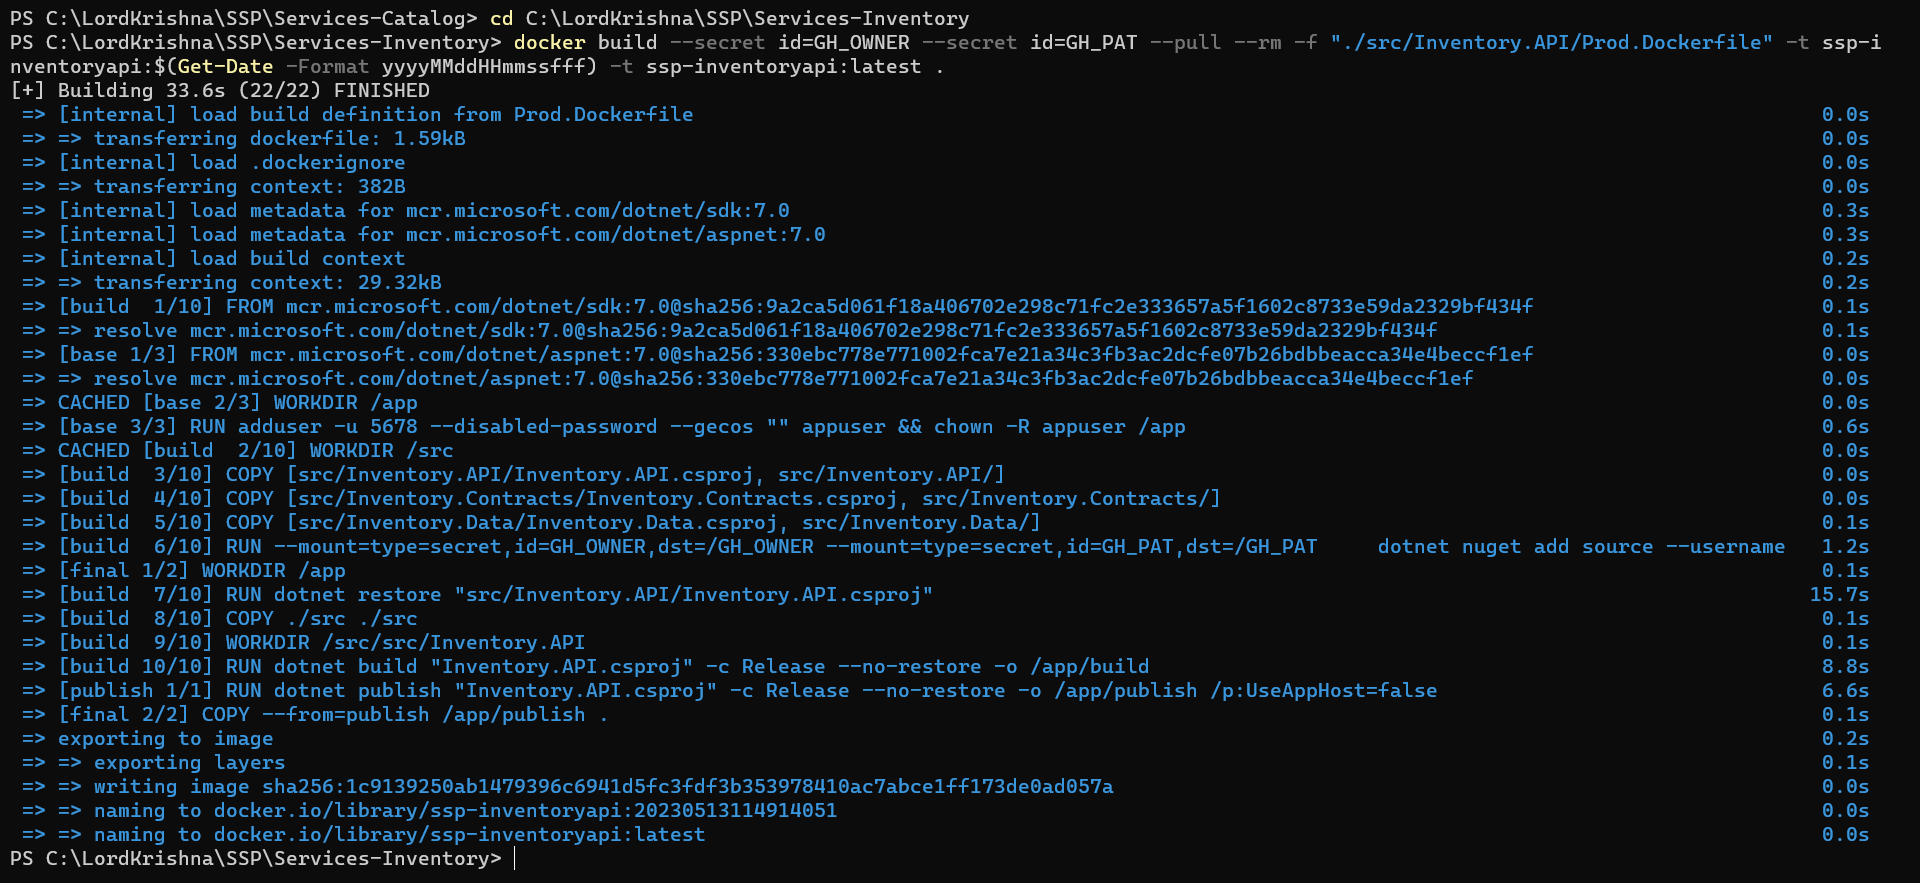 PS C:\LordKrishna\SSP\Services-Catalog> cd C:\LordKrishna\SSP\Services-Inventory
PS C:\LordKrishna\SSP\Services-Inventory> docker build --secret id=GH_OWNER --secret id=GH_PAT --pull --rm -f "./src/Inventory.API/Prod.Dockerfile" -t ssp-i
nventoryapi:$(Get-Date -Format yyyyMMddHHmmssfff) -t ssp-inventoryapi:latest .
[+] Building 33.6s (22/22) FINISHED
=> [internal] load build definition from Prod.Dockerfile 0.0s
=> => transferring dockerfile: 1.59kB 0.0s
=> [internal] load .dockerignore 0.0s
=> => transferring context: 382B 0.0s
=> [internal] load metadata for mcr.microsoft.com/dotnet/sdk:7.0 0.3s
=> [internal] load metadata for mcr.microsoft.com/dotnet/aspnet:7.0 0.3s
=> [internal] load build context 0.2s
=> => transferring context: 29.32kB 0.2s
=> [build  1/10] FROM mcr.microsoft.com/dotnet/sdk:7.0@sha256:9a2ca5d061f18a406702e298c71fc2e333657a5f1602c8733e59da2329bf434f 0.1s
=> => resolve mcr.microsoft.com/dotnet/sdk:7.0@sha256:9a2ca5d061f18a406702e298c71fc2e333657a5f1602c8733e59da2329bf434f 0.1s
=> [base 1/3] FROM mcr.microsoft.com/dotnet/aspnet:7.0@sha256:330ebc778e771002fca7e21a34c3fb3ac2dcfe07b26bdbbeacca34e4beccf1ef 0.0s
=> => resolve mcr.microsoft.com/dotnet/aspnet:7.0@sha256:330ebc778e771002fca7e21a34c3fb3ac2dcfe07b26bdbbeacca34e4beccf1ef 0.0s
=> CACHED [base 2/3] WORKDIR /app 0.0s
=> [base 3/3] RUN adduser -u 5678 --disabled-password --gecos "" appuser && chown -R appuser /app 0.6s
=> CACHED [build  2/10] WORKDIR /src 0.0s
=> [build  3/10] COPY [src/Inventory.API/Inventory.API.csproj, src/Inventory.API/] 0.0s
=> [build  4/10] COPY [src/Inventory.Contracts/Inventory.Contracts.csproj, src/Inventory.Contracts/] 0.0s
=> [build  5/10] COPY [src/Inventory.Data/Inventory.Data.csproj, src/Inventory.Data/] 0.1s
=> [build  6/10] RUN --mount=type=secret,id=GH_OWNER,dst=/GH_OWNER --mount=type=secret,id=GH_PAT,dst=/GH_PAT     dotnet nuget add source --username 1.2s
=> [final 1/2] WORKDIR /app 0.1s
=> [build  7/10] RUN dotnet restore "src/Inventory.API/Inventory.API.csproj" 15.7s
=> [build  8/10] COPY ./src ./src 0.1s
=> [build  9/10] WORKDIR /src/src/Inventory.API 0.1s
=> [build 10/10] RUN dotnet build "Inventory.API.csproj" -c Release --no-restore -o /app/build 8.8s
=> [publish 1/1] RUN dotnet publish "Inventory.API.csproj" -c Release --no-restore -o /app/publish /p:UseAppHost=false 6.6s
=> [final 2/2] COPY --from=publish /app/publish . 0.1s
=> exporting to image 0.2s
=> => exporting layers 0.1s
=> => writing image sha256:1c9139250ab1479396c6941d5fc3fdf3b353978410ac7abce1ff173de0ad057a 0.0s
=> => naming to docker.io/library/ssp-inventoryapi:20230513114914051 0.0s
=> => naming to docker.io/library/ssp-inventoryapi:latest 0.0s
PS C:\LordKrishna\SSP\Services-Inventory>